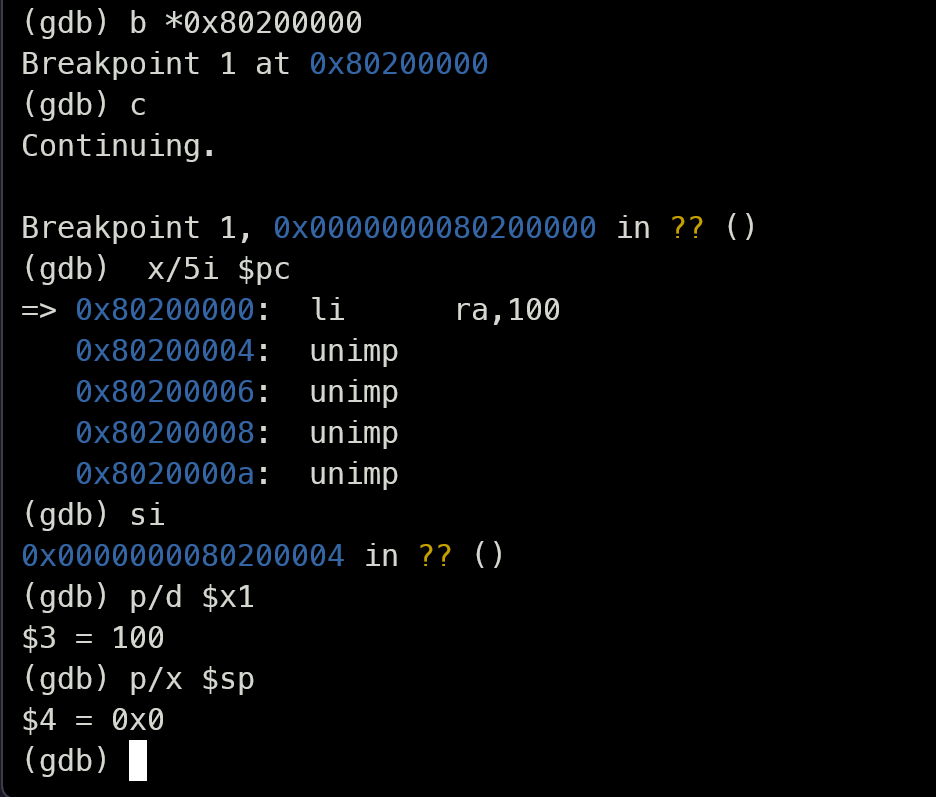 (gdb) b *0x80200000
Breakpoint 1 at 0x80200000
(gdb) c
Continuing.

Breakpoint 1, 0x0000000080200000 in ?? ()
(gdb)  x/5i $pc
=> 0x80200000:	li	ra,100
   0x80200004:	unimp
   0x80200006:	unimp
   0x80200008:	unimp
   0x8020000a:	unimp
(gdb) si
0x0000000080200004 in ?? ()
(gdb) p/d $x1
$3 = 100
(gdb) p/x $sp
$4 = 0x0
(gdb)